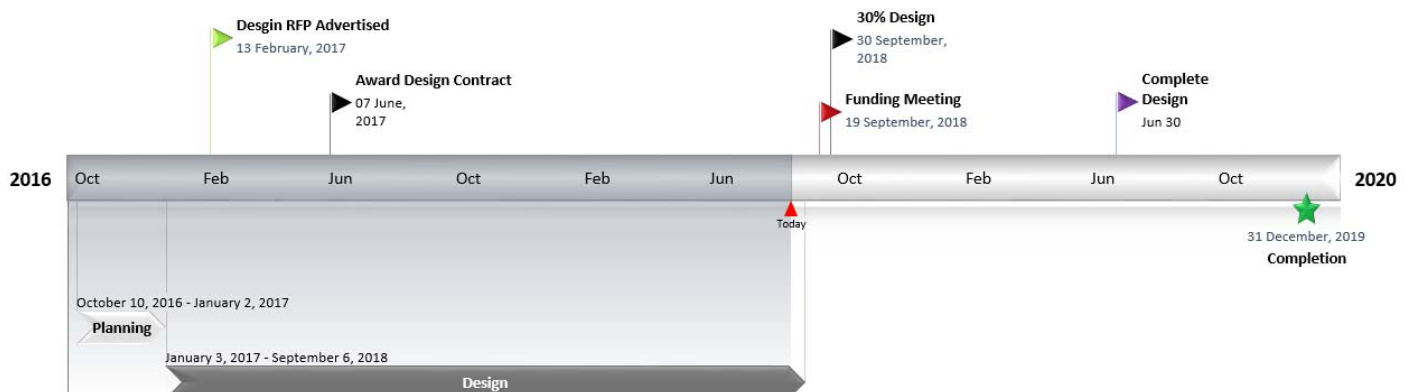 Desgin RFP Advertised
13 February, 2017
Award Design Contract
07 June,
2017
30% Design
30 September,
2018
Funding Meeting
19 September, 2018
Complete
Design
Jun 30
2016 Oct Feb Jun Oct Feb Jun Oct Feb Jun Oct 2020
Today
31 December, 2019
Completion
October 10, 2016 - January 2, 2017
Planning
January 3, 2017 - September 6, 2018
Design